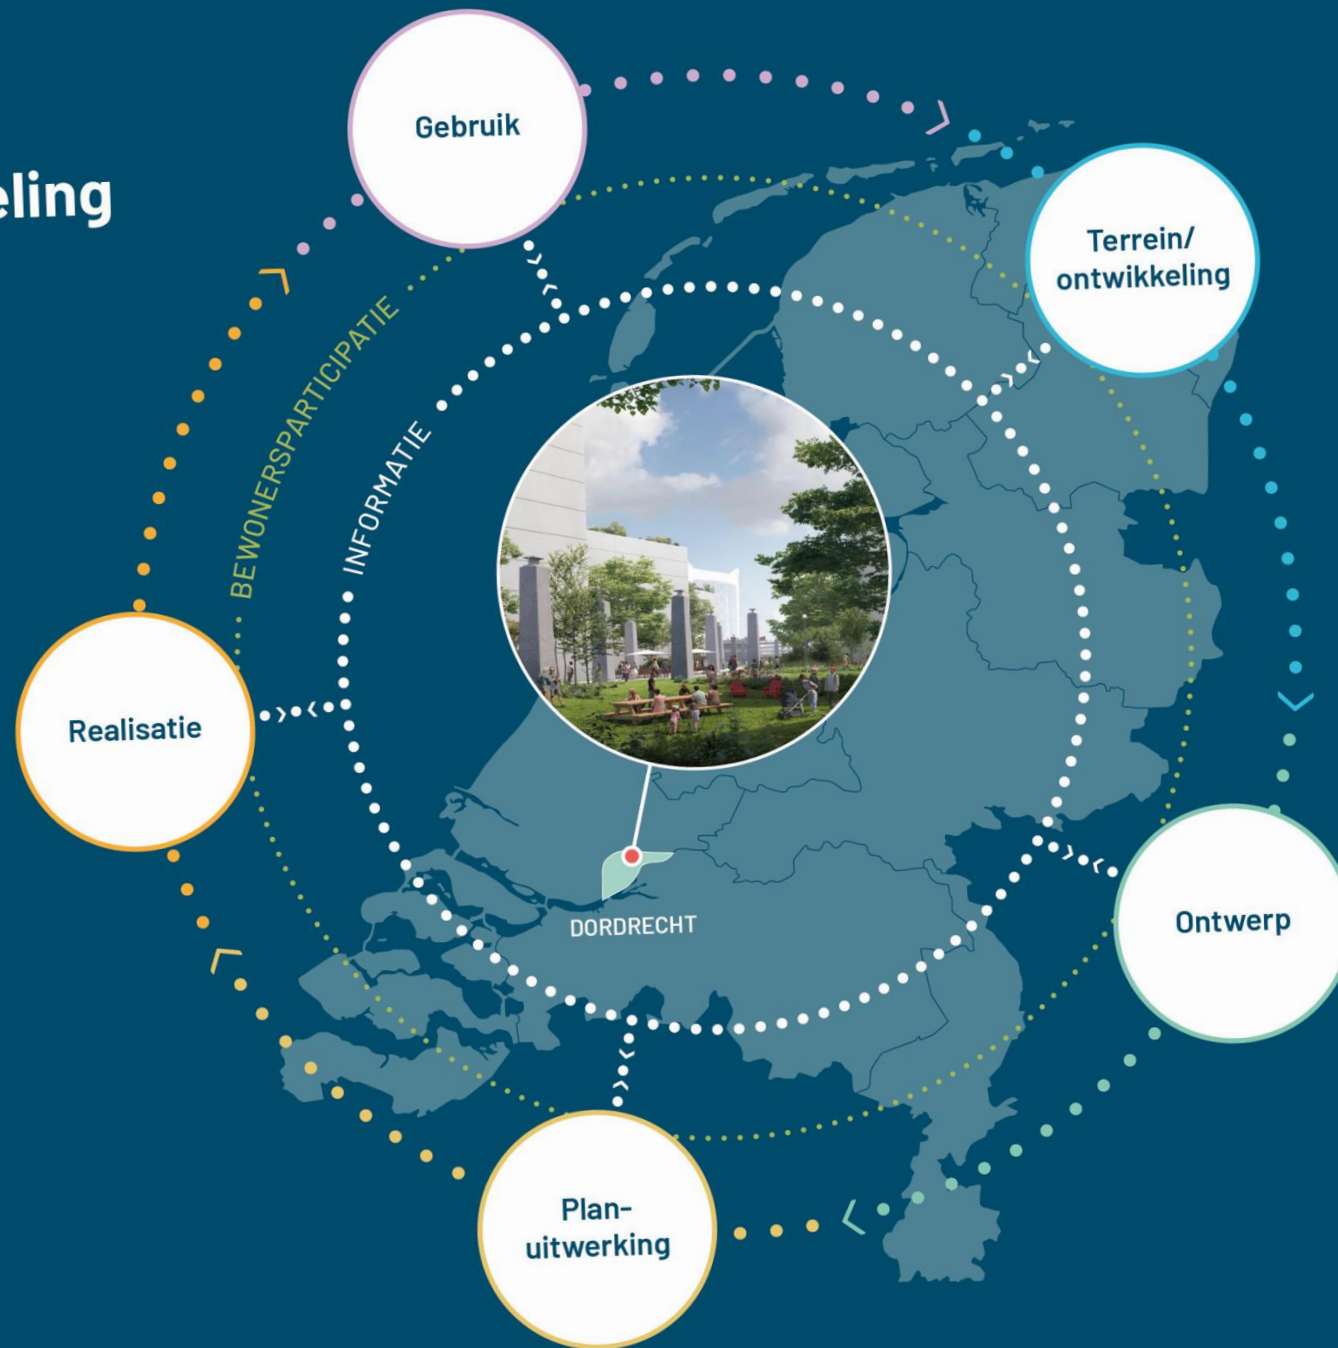 eling
Gebruik
Terrein/
ontwikkeling
BEWONERSPARTICIPATIE
INFORMATIE
Realisatie
DORDRECHT
Ontwerp
Plan-
uitwerking